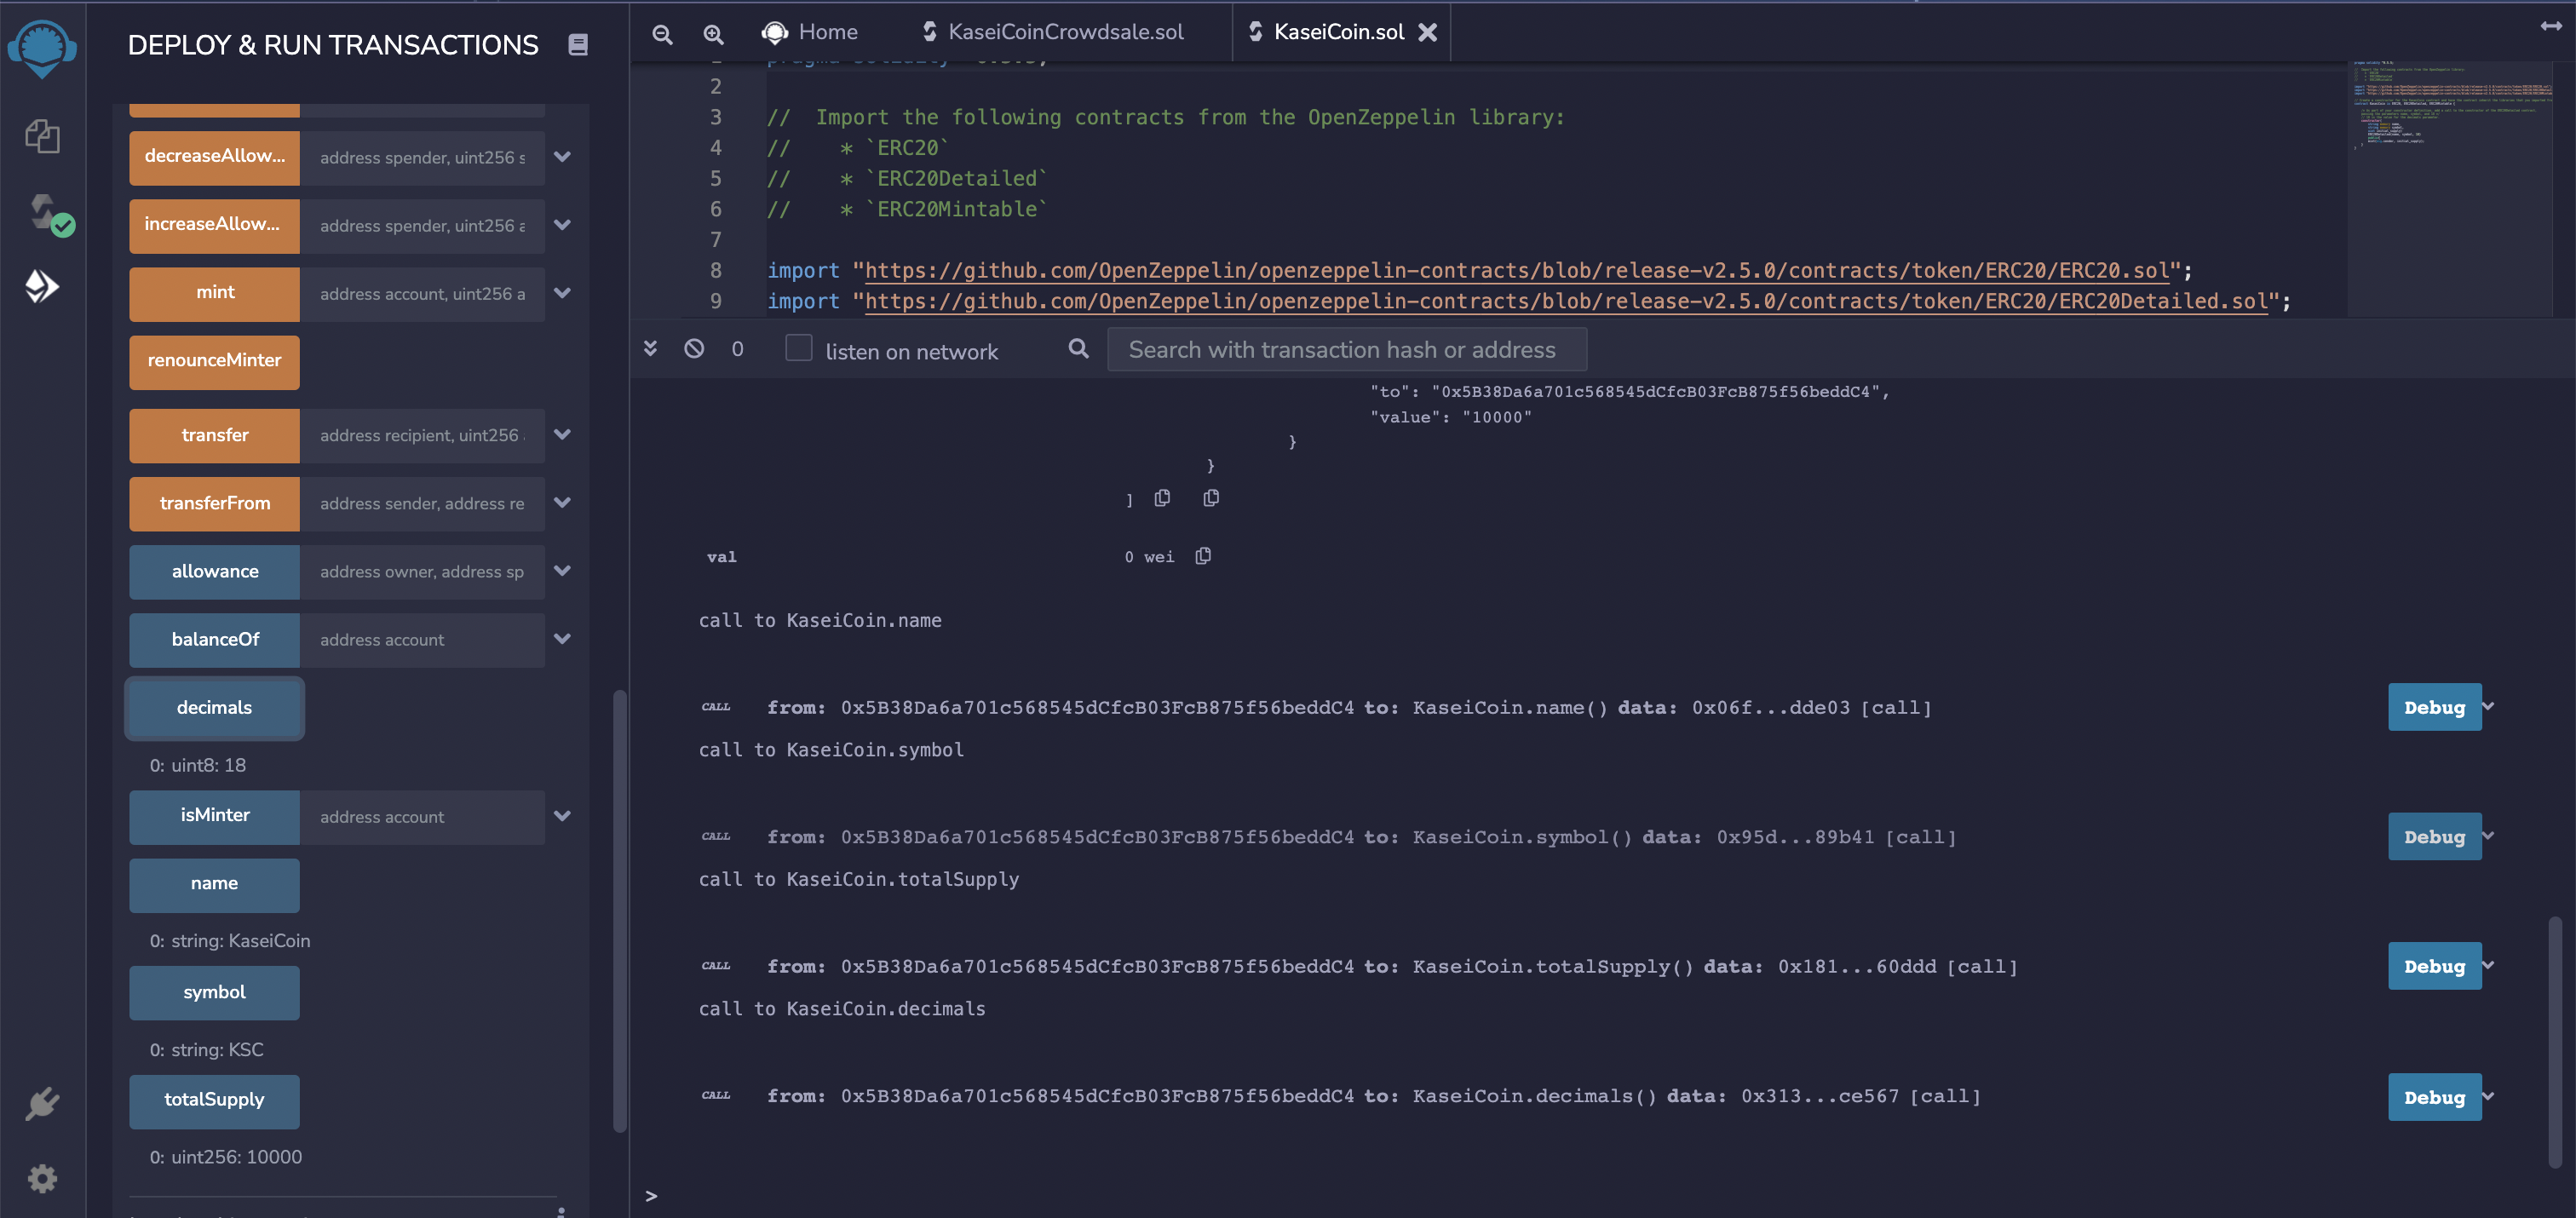 DEPLOY & RUN TRANSACTIONS
decreaseAllow... address spender, uint256 s
increaseAllow... address spender, uint256 a
mint address account, uint256 a
renounceMinter
transfer address recipient, uint256
transferFrom address sender, address re
allowance address owner, address sp
balanceOf address account
decimals
0: uint8: 18
isMinter address account
name
0: string: KaseiCoin
symbol
0: string: KSC
totalSupply
0: uint256: 10000
Home KaseiCoinCrowdsale.sol KaseiCoin.sol
2
3 //  Import the following contracts from the OpenZeppelin library:
4 //    * `ERC20`
5 //    * `ERC20Detailed`
6 //    * `ERC20Mintable`
7
8 import "https://github.com/OpenZeppelin/openzeppelin-contracts/blob/release-v2.5.0/contracts/token/ERC20/ERC20.sol";
9 import "https://github.com/OpenZeppelin/openzeppelin-contracts/blob/release-v2.5.0/contracts/token/ERC20/ERC20Detailed.sol";
0 listen on network Search with transaction hash or address
"to": "0x5B38Da6a701c568545dCfcB03FcB875f56beddC4",
"value": "10000"
}
}
]
val 0 wei
call to KaseiCoin.name
CALL from: 0x5B38Da6a701c568545dCfcB03FcB875f56beddC4 to: KaseiCoin.name() data: 0x06f...dde03 [call] Debug
call to KaseiCoin.symbol
CALL from: 0x5B38Da6a701c568545dCfcB03FcB875f56beddC4 to: KaseiCoin.symbol() data: 0x95d...89b41 [call] Debug
call to KaseiCoin.totalSupply
CALL from: 0x5B38Da6a701c568545dCfcB03FcB875f56beddC4 to: KaseiCoin.totalSupply() data: 0x181...60ddd [call] Debug
call to KaseiCoin.decimals
CALL from: 0x5B38Da6a701c568545dCfcB03FcB875f56beddC4 to: KaseiCoin.decimals() data: 0x313...ce567 [call] Debug
>